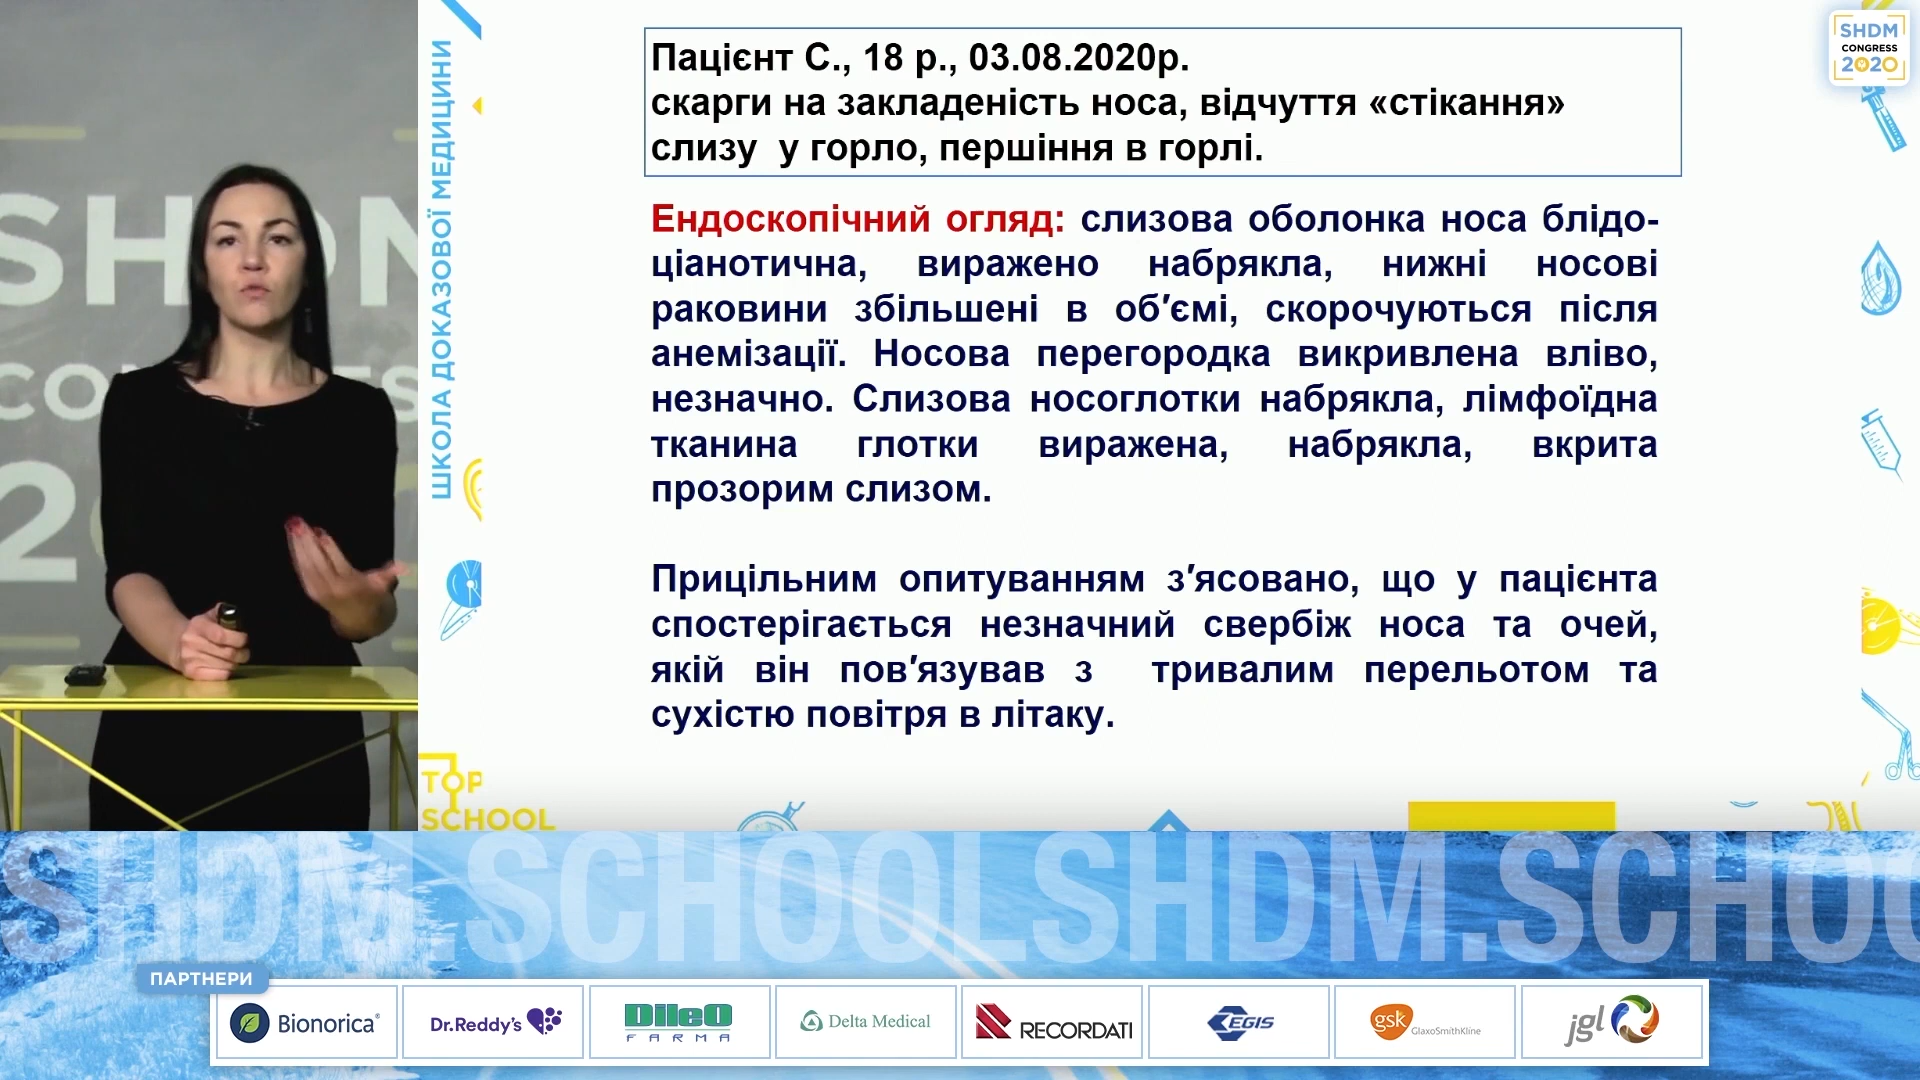 Пацієнт С., 18 р., 03.08.2020р.
скарги на закладеність носа, відчуття «стікання»
слизу у горло, першіння в горлі.
Ендоскопічний огляд: слизова оболонка носа блідо-
ціанотична, виражено набрякла, нижні носові
раковини збільшені в об'ємі, скорочуються після
анемізації. Носова перегородка викривлена вліво,
незначно. Слизова носоглотки набрякла, лімфоїдна
тканина глотки виражена, набрякла, вкрита
прозорим слизом.
Прицільним опитуванням з'ясовано, що у пацієнта
спостерігається незначний свербіж носа та очей,
якій він пов'язував з тривалим перельотом та
сухістю повітря в літаку.
SHDM
CONGRESS
2020
ШКОЛА ДОКАЗОВОЇ МЕДИЦИНИ
TOP
SCHOOL
SHDM.SCHOOLSHDM.SCHOO
ПАРТНЕРИ
Bionorica®
Dr.Reddy's
DileO
FARMA
Delta Medical
RECORDATI
EGIS
gsk
GlaxoSmithKline
jgl